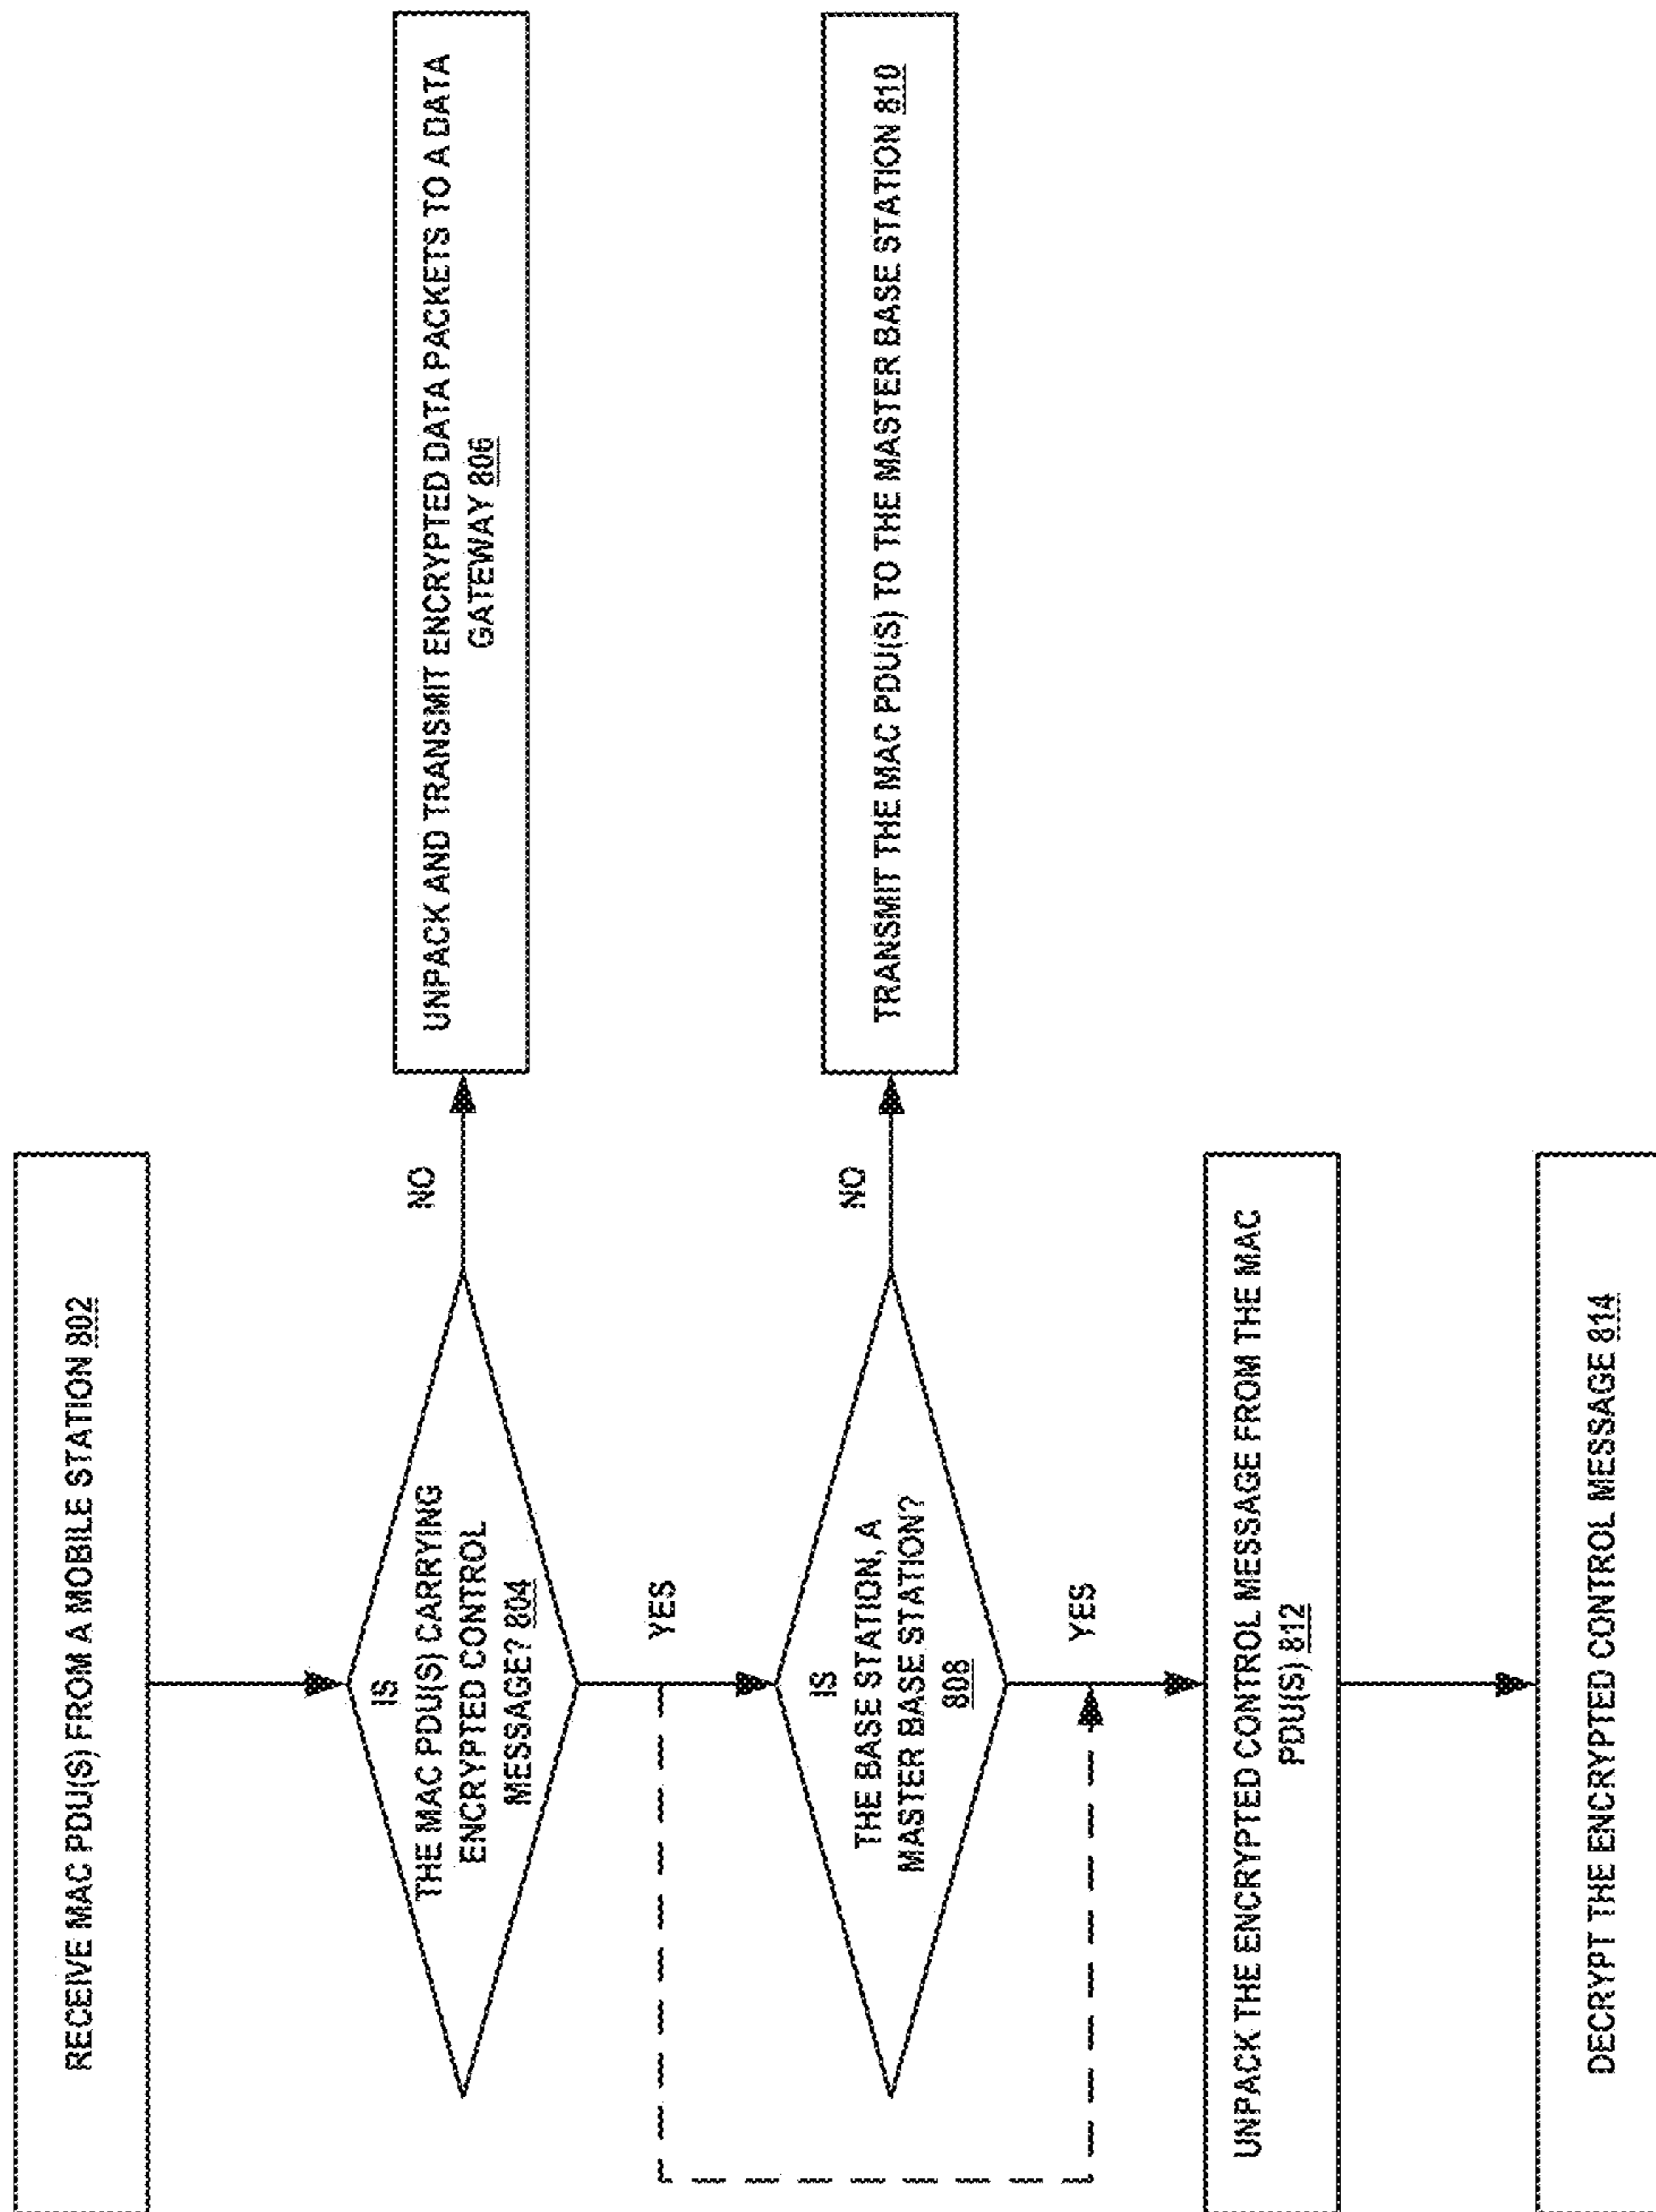 RECEIVE MAC PDU(S) FROM A MOBILE STATION 802
IS
THE MAC PDU(S) CARRYING
ENCRYPTED CONTROL
MESSAGE? 804
NO
UNPACK AND TRANSMIT ENCRYPTED DATA PACKETS TO A DATA
GATEWAY 806
YES
IS
THE BASE STATION, A
MASTER BASE STATION?
808
NO
TRANSMIT THE MAC PDU(S) TO THE MASTER BASE STATION 810
YES
UNPACK THE ENCRYPTED CONTROL MESSAGE FROM THE MAC
PDU(S) 812
DECRYPT THE ENCRYPTED CONTROL MESSAGE 814